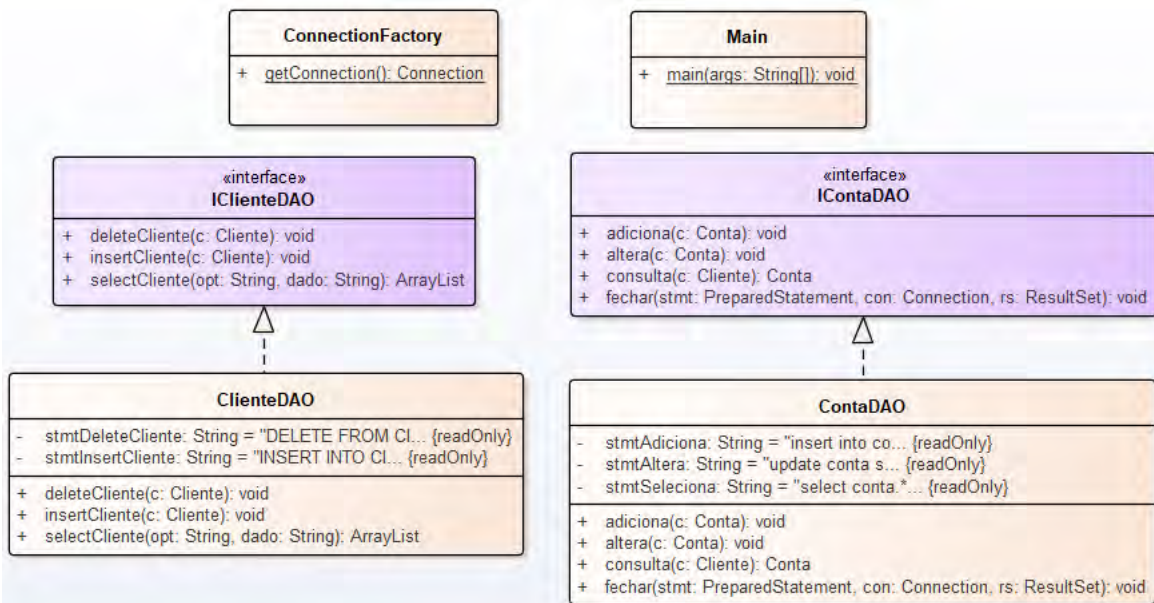 ConnectionFactory
+ getConnection(): Connection
Main
+ main(args: String[]): void
«interface»
IClienteDAO
+ deleteCliente(c: Cliente): void
+ insertCliente(c: Cliente): void
+ selectCliente(opt: String, dado: String): ArrayList
«interface»
IContaDAO
+ adiciona(c: Conta): void
+ altera(c: Conta): void
+ consulta(c: Cliente): Conta
+ fechar(stmt: PreparedStatement, con: Connection, rs: ResultSet): void
ClienteDAO
- stmtDeleteCliente: String = "DELETE FROM Cl... {readOnly}
- stmtInsertCliente: String = "INSERT INTO Cl... {readOnly}
+ deleteCliente(c: Cliente): void
+ insertCliente(c: Cliente): void
+ selectCliente(opt: String, dado: String): ArrayList
ContaDAO
- stmtAdiciona: String = "insert into co... {readOnly}
- stmtAltera: String = "update conta s... {readOnly}
- stmtSeleciona: String = "select conta.*... {readOnly}
+ adiciona(c: Conta): void
+ altera(c: Conta): void
+ consulta(c: Cliente): Conta
+ fechar(stmt: PreparedStatement, con: Connection, rs: ResultSet): void